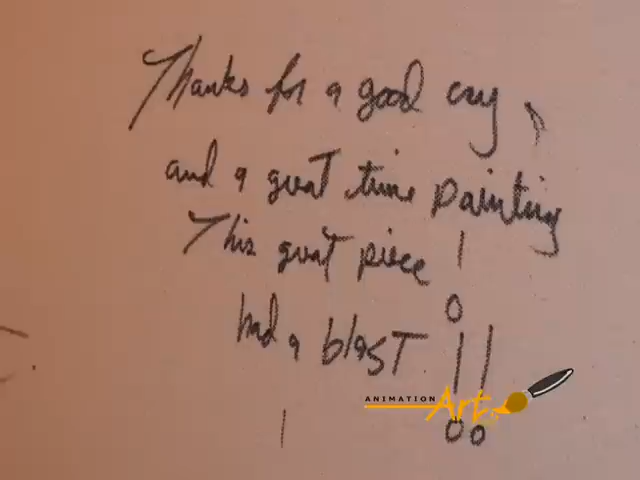 Thanks for a good cry,
and a great time painting
This great piece!
had a blast!!
ANIMATION
Art